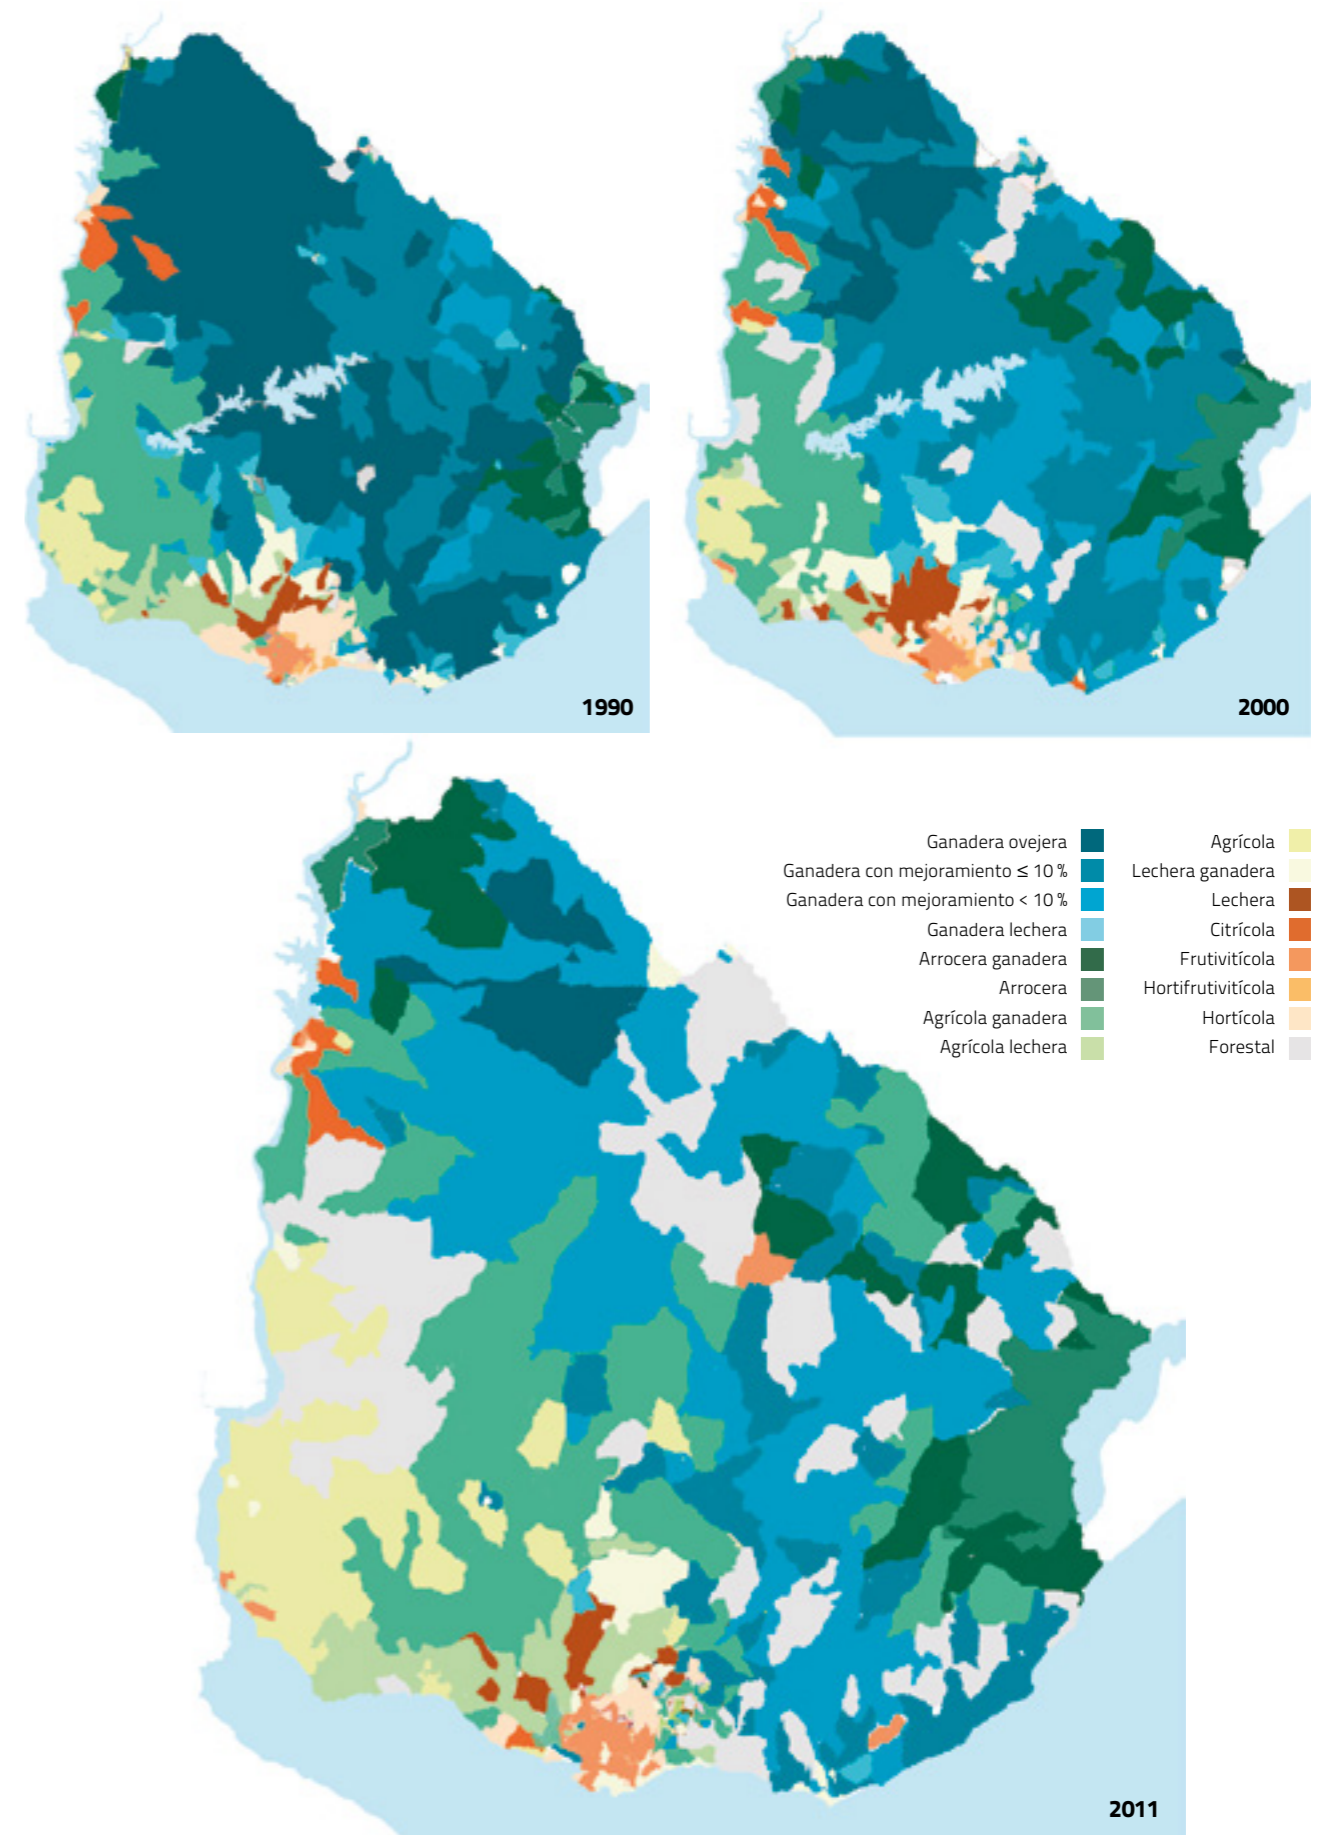 1990
2000
Ganadera ovejera
Ganadera con mejoramiento ≤ 10 %
Ganadera con mejoramiento < 10 %
Ganadera lechera
Arrocera ganadera
Arrocera
Agrícola ganadera
Agrícola lechera
Agrícola
Lechera ganadera
Lechera
Citrícola
Frutivitícola
Hortifrutivitícola
Hortícola
Forestal
2011